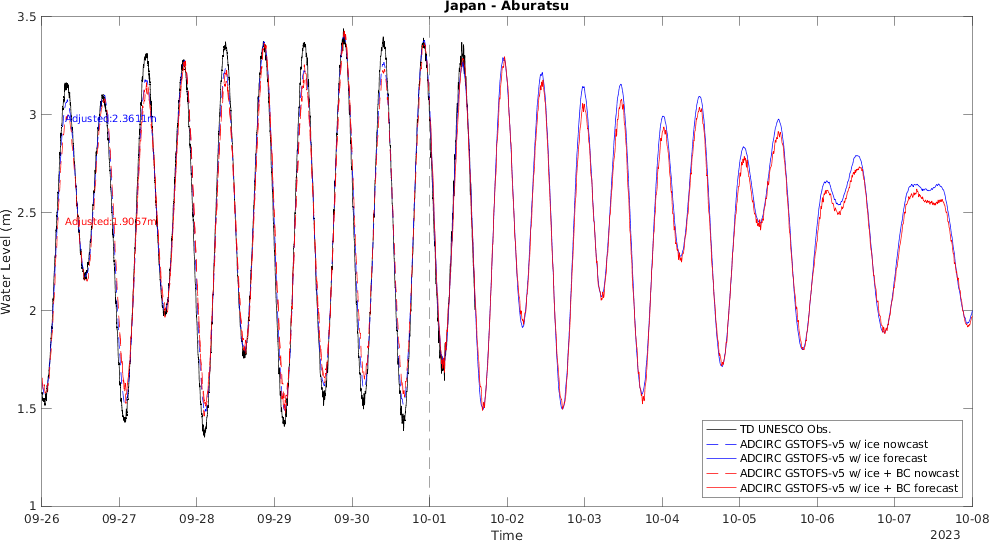 Japan - Aburatsu
3.5
3
2.5
2
1.5
1
Water Level (m)
Adjusted:2.3611m
Adjusted:1.9067m
TD UNESCO Obs.
ADCIRC GSTOFS-v5 w/ ice nowcast
ADCIRC GSTOFS-v5 w/ ice forecast
ADCIRC GSTOFS-v5 w/ ice + BC nowcast
ADCIRC GSTOFS-v5 w/ ice + BC forecast
09-26 09-27 09-28 09-29 09-30 10-01 10-02 10-03 10-04 10-05 10-06 10-07 10-08
Time
2023